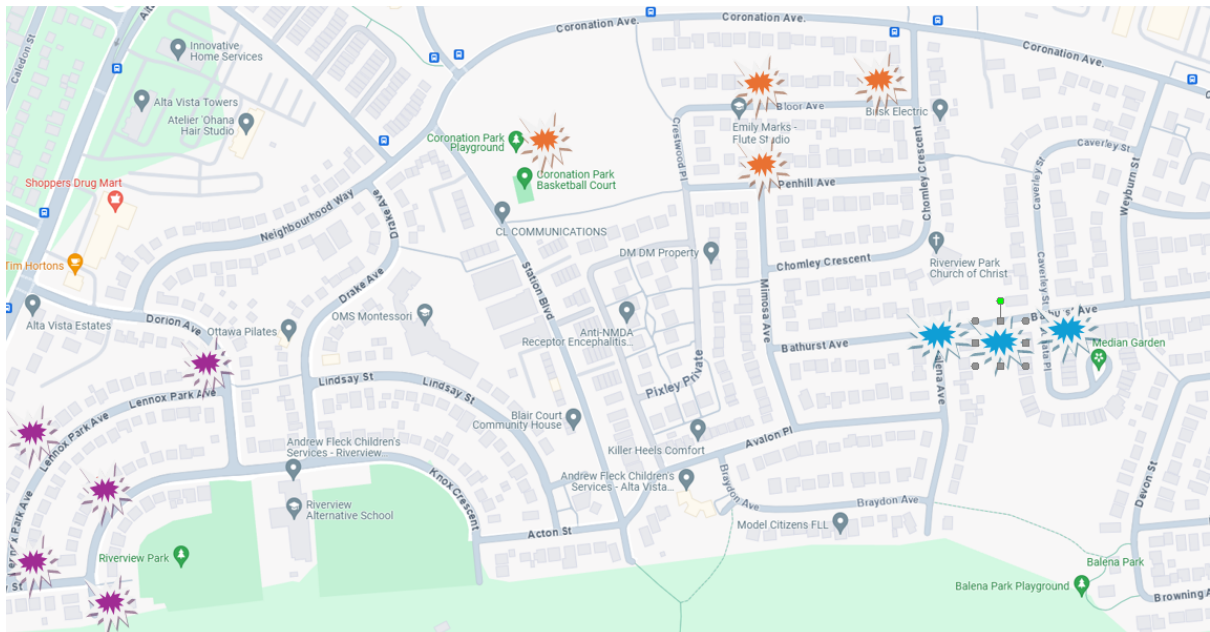 Coronation Ave.
Coronation Ave.
Caledon St
Alta
Innovative
Home Services
Coronation Ave.
Alta Vista Towers
Atelier 'Ohana
Hair Studio
Bloor Ave
Emily Marks -
Flute Studio
Coronation Park
Playground
Crestwood Pl
Caverley St
Coronation Park
Basketball Court
Shoppers Drug Mart
Penhill Ave
Chomley Crescent
Weyburn St
Caverley St
Neighbourhood Way
Drake Ave
CL COMMUNICATIONS
DM DM Property
Chomley Crescent
Riverview Park
Church of Christ
Tim Hortons
Drake Ave
Station Blvd
Mimosa Ave
Caverley St
Alta Vista Estates
Dorion Ave
Ottawa Pilates
OMS Montessori
Anti-NMDA
Receptor Encephalitis...
Bathurst Ave
Median Garden
Lindsay St
Lindsay St
Pixley Private
Lennox Park Ave
Lennox Park Ave
Blair Court
Community House
Avalon Pl
Killer Heels Comfort
Andrew Fleck Children's
Services - Riverview
Knox Crescent
Andrew Fleck Children's
Services - Alta Vista...
Devon St
Braydon Ave
Braydon Ave
Riverview
Alternative School
Acton St
Model Citizens FLL
Riverview Park
Balena Park
Balena Park Playground
Browning A